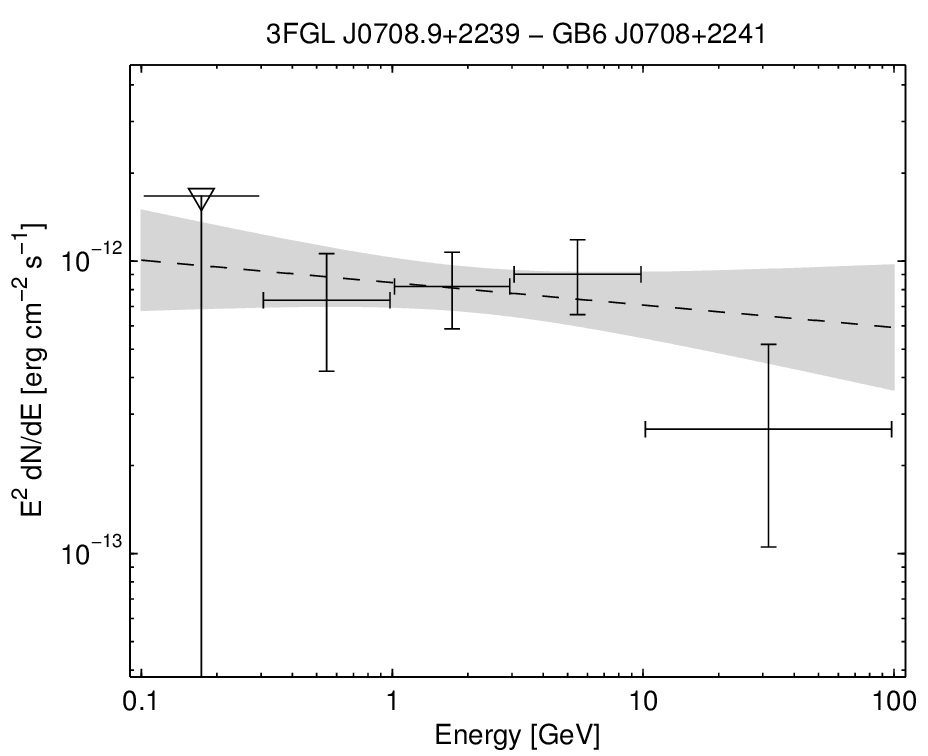 3FGL J0708.9+2239 − GB6 J0708+2241
E² dN/dE [erg cm⁻² s⁻¹]
10⁻¹²
10⁻¹³
0.1 1 10 100
Energy [GeV]